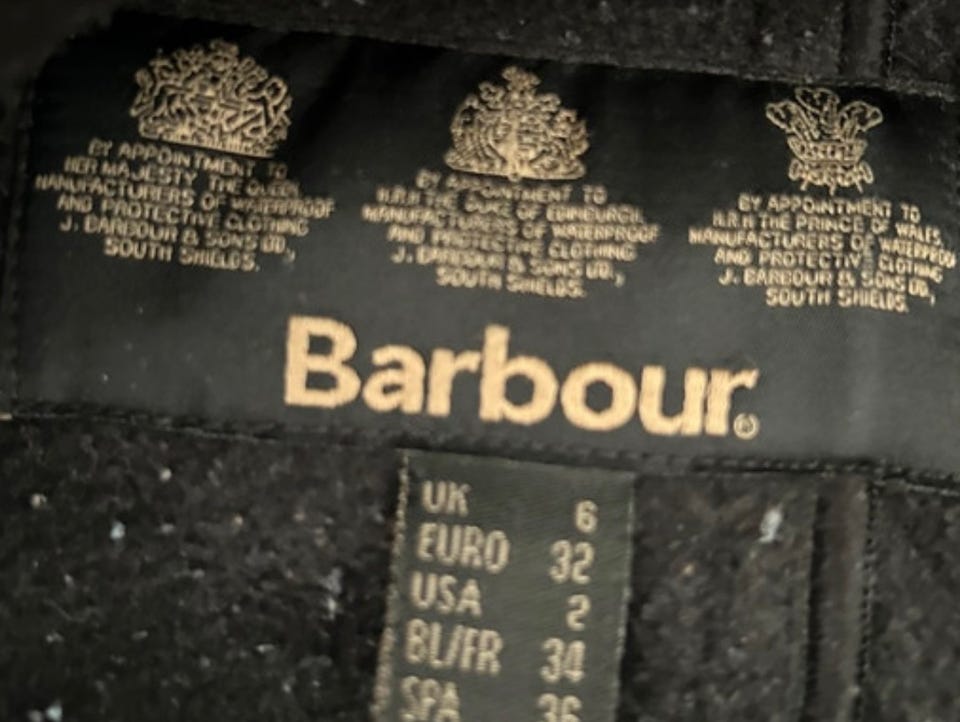 BY APPOINTMENT TO
HER MAJESTY THE QUEEN
MANUFACTURERS OF WATERPROOF
AND PROTECTIVE CLOTHING
J. BARBOUR & SONS LTD,
SOUTH SHIELDS.
BY APPOINTMENT TO
H.R.H. THE DUKE OF EDINBURGH,
MANUFACTURERS OF WATERPROOF
AND PROTECTIVE CLOTHING
J. BARBOUR & SONS LTD,
SOUTH SHIELDS.
BY APPOINTMENT TO
H.R.H THE PRINCE OF WALES,
MANUFACTURERS OF WATERPROOF
AND PROTECTIVE CLOTHING
J. BARBOUR & SONS LTD,
SOUTH SHIELDS.
Barbour®
UK 6
EURO 32
USA 2
BL/FR 34
SPA 36